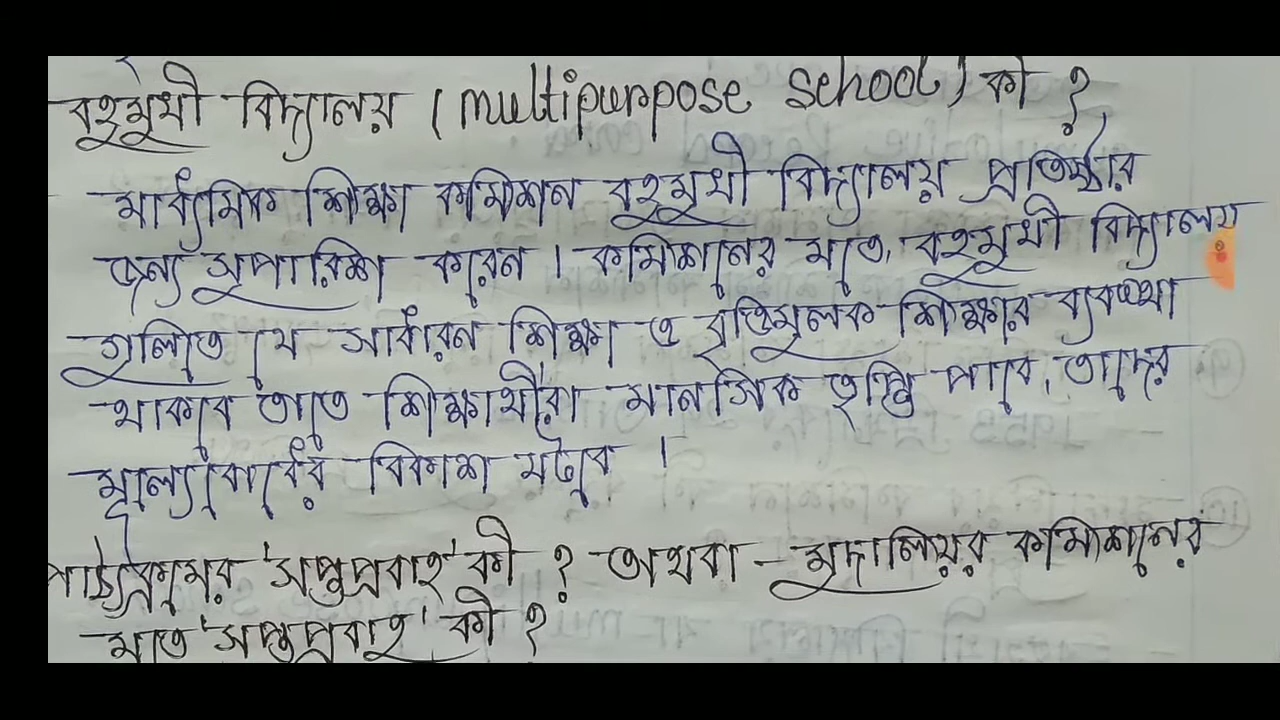 বহুমুখী বিদ্যালয় (multipurpose school) কী ?
মাধ্যমিক শিক্ষা কমিশন বহুমুখী বিদ্যালয় প্রতিষ্ঠার
জন্য সুপারিশ করেন । কমিশনের মতে, বহুমুখী বিদ্যালয়
গুলিতে যে সাধারন শিক্ষা ও বৃত্তিমূলক শিক্ষার ব্যবস্থা
থাকবে তাতে শিক্ষার্থীরা মানসিক তৃপ্তি পাবে, তাদের
মূল্যবোধের বিকাশ ঘটবে ।
পাঠ্যক্রমের 'সপ্তপ্রবাহ' কী ? অথবা - মুদালিয়র কমিশনের
মতে 'সপ্তপ্রবাহ' কী ?